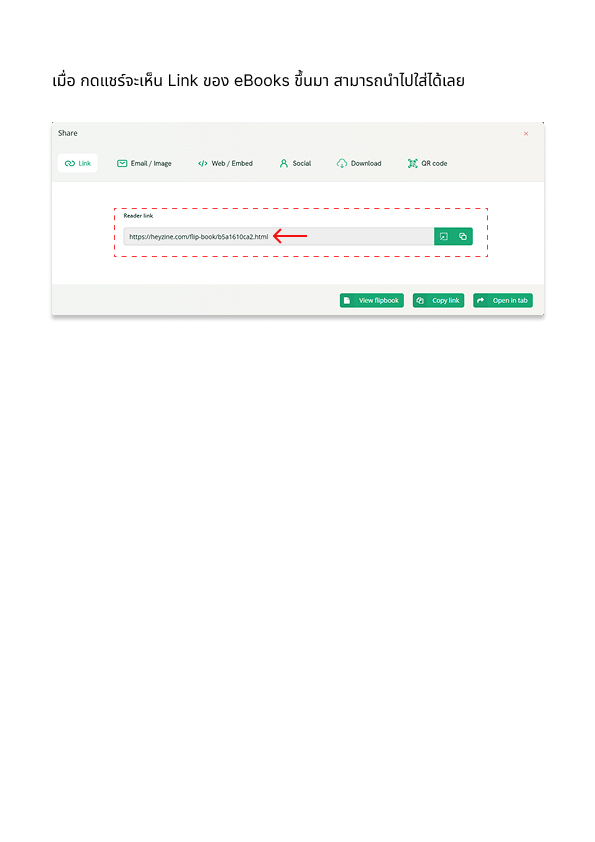 เมื่อ กดแชร์จะเห็น Link ของ eBooks ขึ้นมา สามารถนำไปใส่ได้เลย
Share
Link Email / Image Web / Embed Social Download QR code
Reader link
https://heyzine.com/flip-book/b5a1610ca2.html
View flipbook Copy link Open in tab